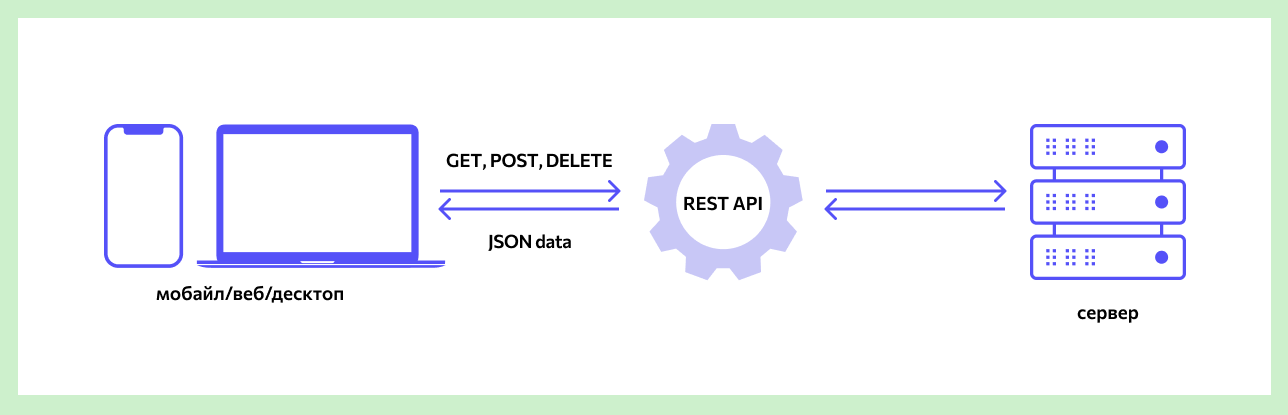 GET, POST, DELETE
REST API
JSON data
мобайл/веб/десктоп
сервер